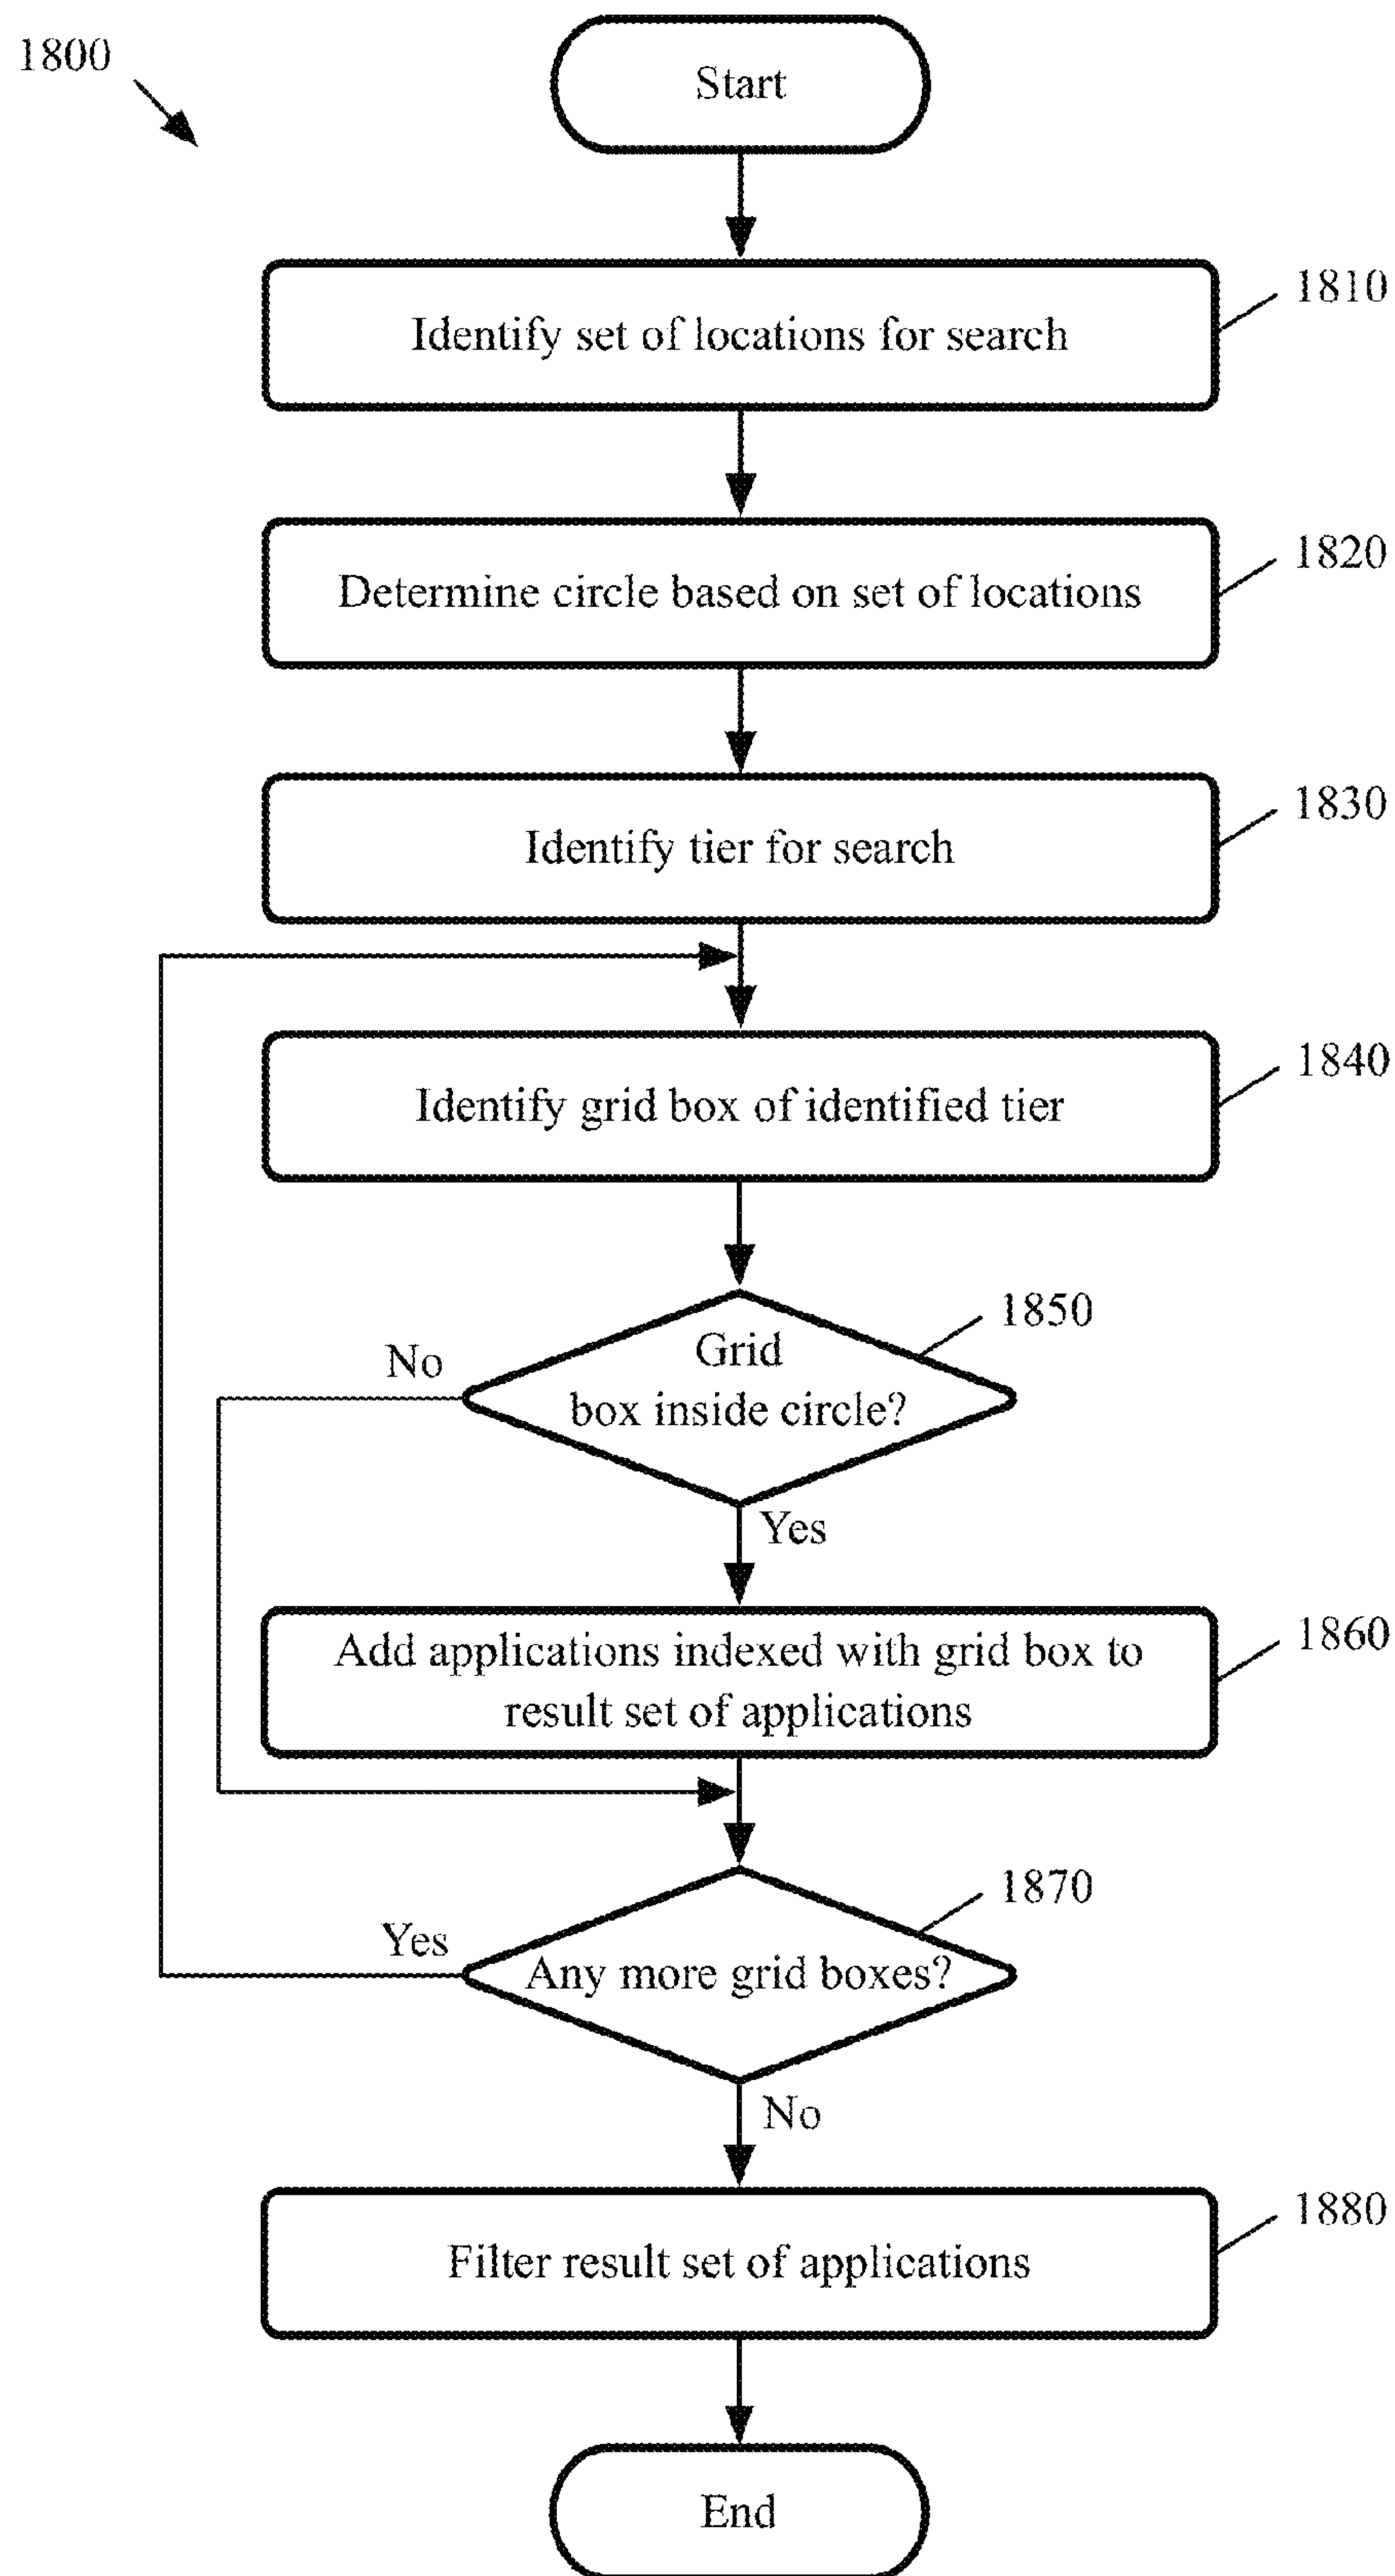 1800
Start
1810
Identify set of locations for search
1820
Determine circle based on set of locations
1830
Identify tier for search
1840
Identify grid box of identified tier
1850
No
Grid
box inside circle?
Yes
1860
Add applications indexed with grid box to
result set of applications
1870
Yes
Any more grid boxes?
No
1880
Filter result set of applications
End